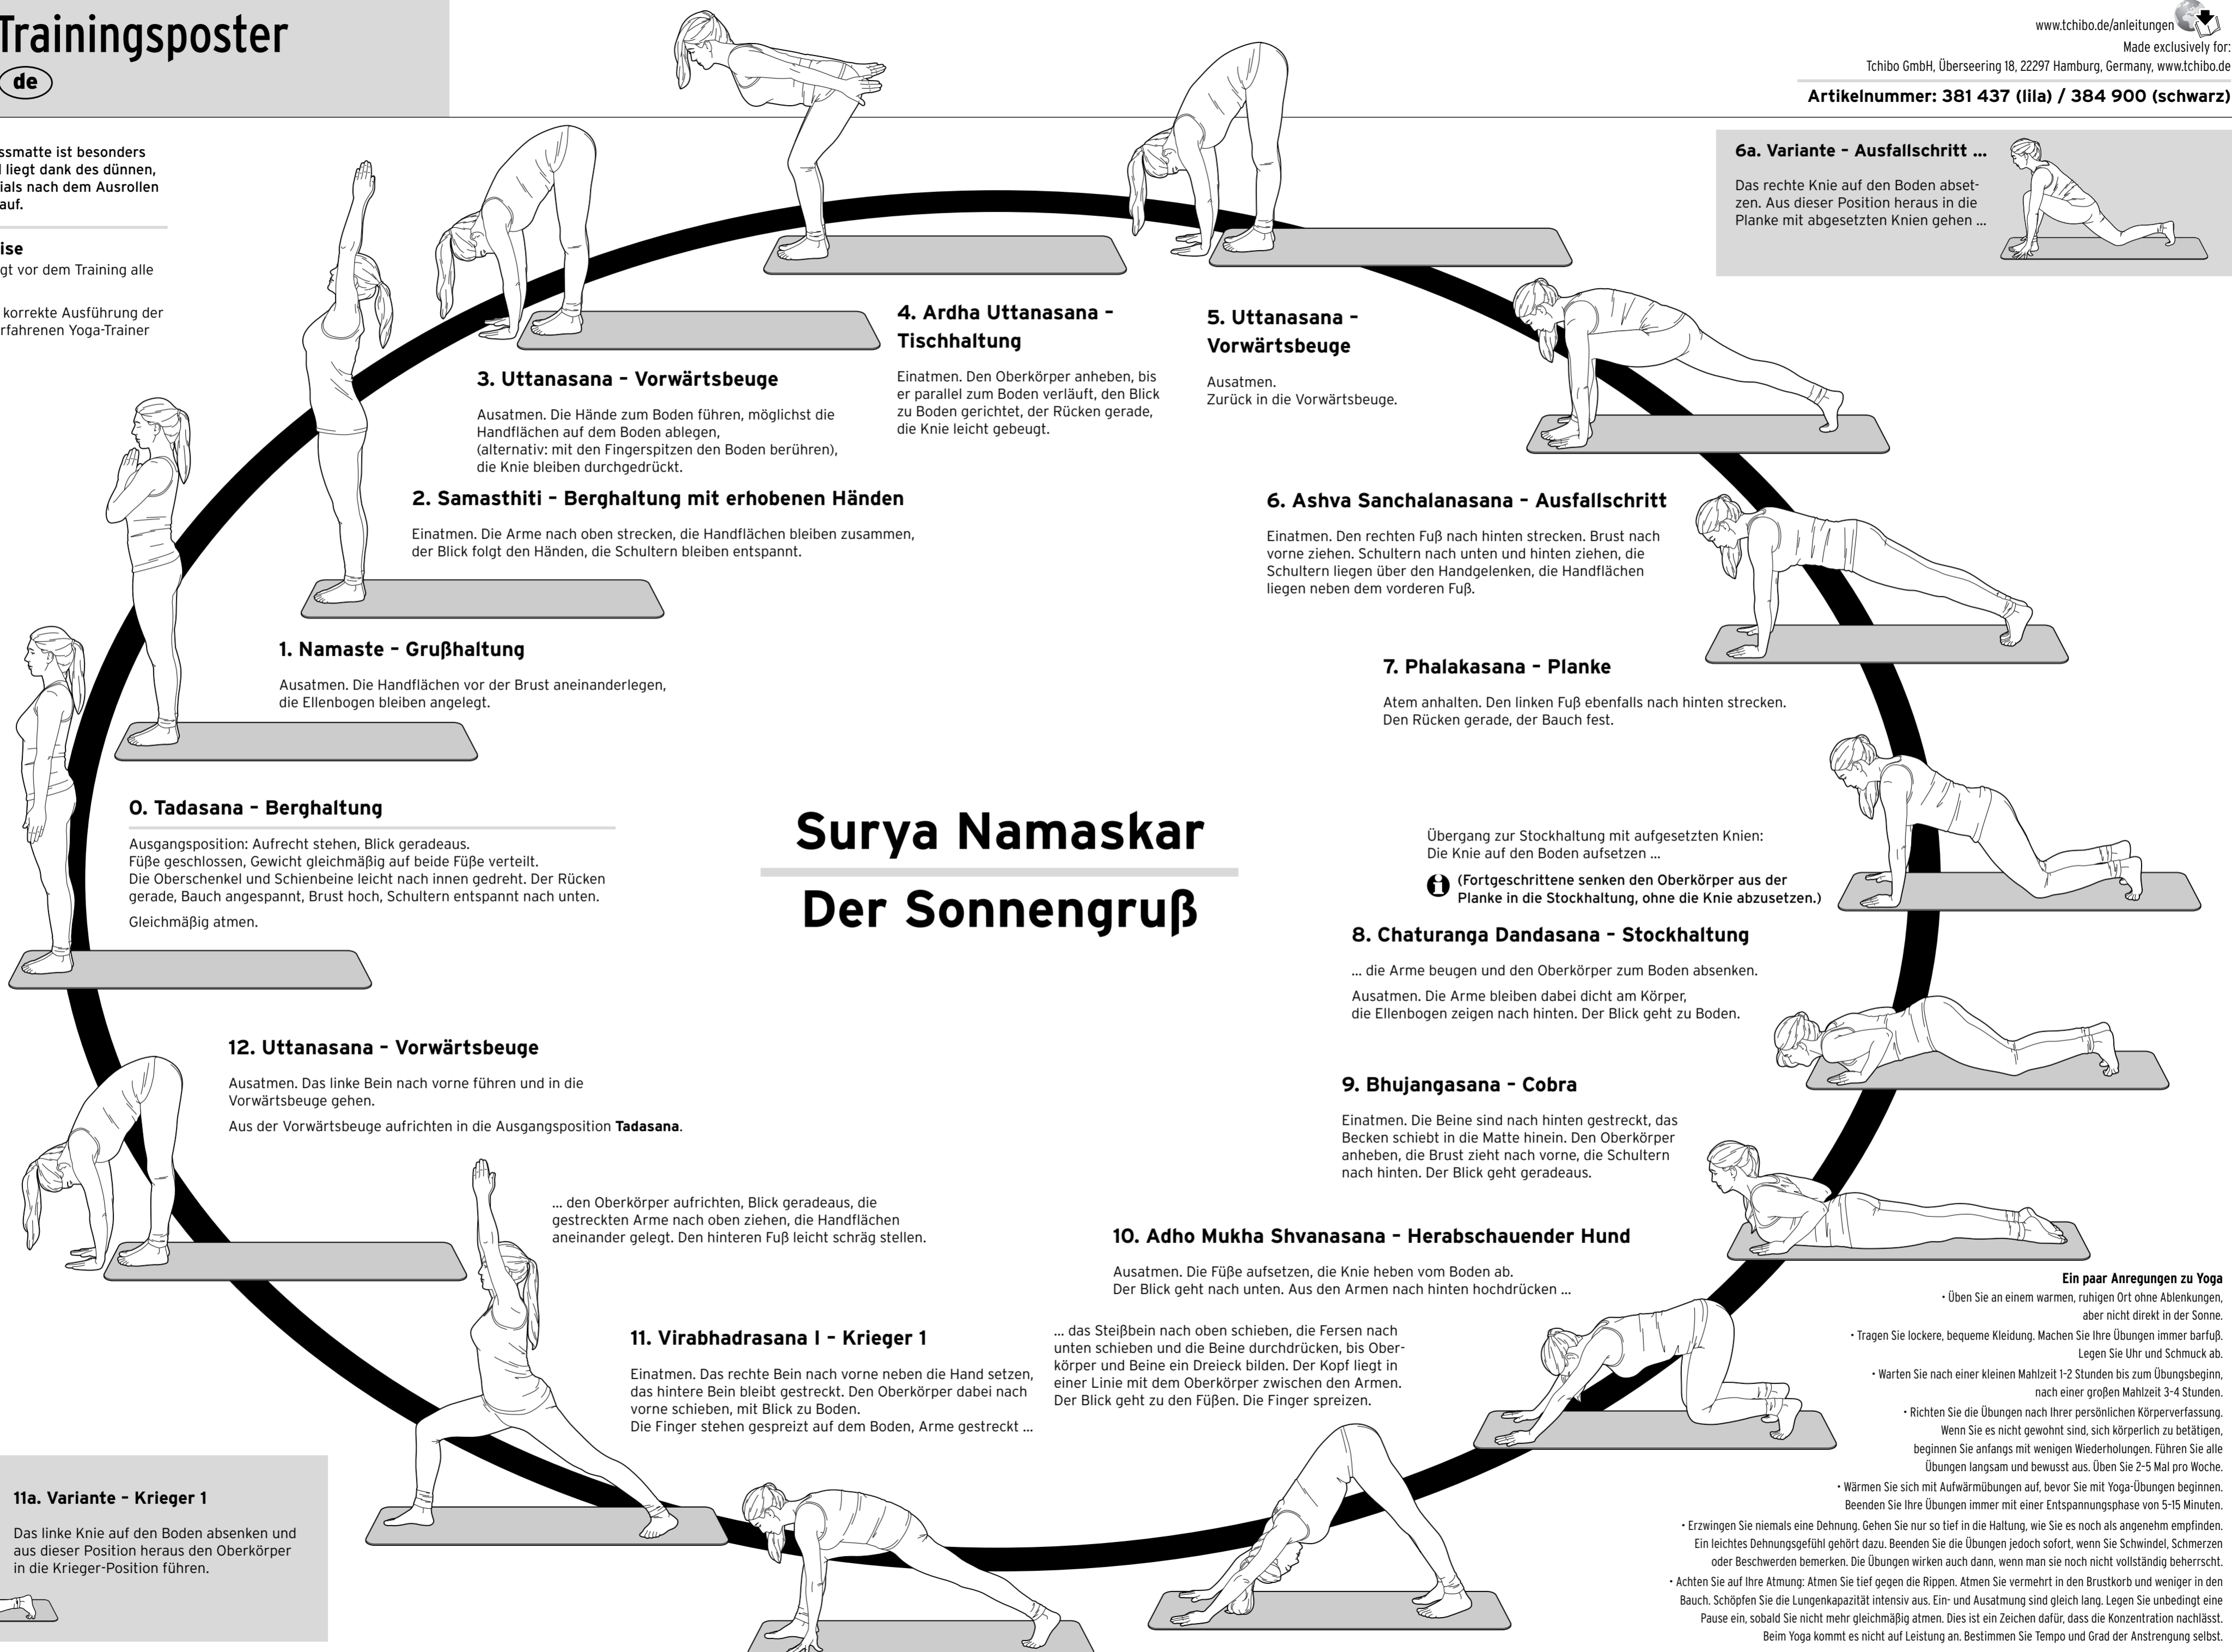 Trainingsposter
de
www.tchibo.de/anleitungen
Made exclusively for:
Tchibo GmbH, Überseering 18, 22297 Hamburg, Germany, www.tchibo.de
Artikelnummer: 381 437 (lila) / 384 900 (schwarz)
ssmatte ist besonders
liegt dank des dünnen,
ials nach dem Ausrollen
auf.
ise
gt vor dem Training alle
korrekte Ausführung der
rfahrenen Yoga-Trainer
6a. Variante – Ausfallschritt ...
Das rechte Knie auf den Boden abset-
zen. Aus dieser Position heraus in die
Planke mit abgesetzten Knien gehen ...
4. Ardha Uttanasana –
Tischhaltung
Einatmen. Den Oberkörper anheben, bis
er parallel zum Boden verläuft, den Blick
zu Boden gerichtet, der Rücken gerade,
die Knie leicht gebeugt.
5. Uttanasana –
Vorwärtsbeuge
Ausatmen.
Zurück in die Vorwärtsbeuge.
3. Uttanasana – Vorwärtsbeuge
Ausatmen. Die Hände zum Boden führen, möglichst die
Handflächen auf dem Boden ablegen,
(alternativ: mit den Fingerspitzen den Boden berühren),
die Knie bleiben durchgedrückt.
2. Samasthiti – Berghaltung mit erhobenen Händen
Einatmen. Die Arme nach oben strecken, die Handflächen bleiben zusammen,
der Blick folgt den Händen, die Schultern bleiben entspannt.
6. Ashva Sanchalanasana – Ausfallschritt
Einatmen. Den rechten Fuß nach hinten strecken. Brust nach
vorne ziehen. Schultern nach unten und hinten ziehen, die
Schultern liegen über den Handgelenken, die Handflächen
liegen neben dem vorderen Fuß.
1. Namaste – Grußhaltung
Ausatmen. Die Handflächen vor der Brust aneinanderlegen,
die Ellenbogen bleiben angelegt.
7. Phalakasana – Planke
Atem anhalten. Den linken Fuß ebenfalls nach hinten strecken.
Den Rücken gerade, der Bauch fest.
0. Tadasana – Berghaltung
Ausgangsposition: Aufrecht stehen, Blick geradeaus.
Füße geschlossen, Gewicht gleichmäßig auf beide Füße verteilt.
Die Oberschenkel und Schienbeine leicht nach innen gedreht. Der Rücken
gerade, Bauch angespannt, Brust hoch, Schultern entspannt nach unten.
Gleichmäßig atmen.
Surya Namaskar
Der Sonnengruß
Übergang zur Stockhaltung mit aufgesetzten Knien:
Die Knie auf den Boden aufsetzen ...
(Fortgeschrittene senken den Oberkörper aus der
Planke in die Stockhaltung, ohne die Knie abzusetzen.)
8. Chaturanga Dandasana – Stockhaltung
... die Arme beugen und den Oberkörper zum Boden absenken.
Ausatmen. Die Arme bleiben dabei dicht am Körper,
die Ellenbogen zeigen nach hinten. Der Blick geht zu Boden.
12. Uttanasana – Vorwärtsbeuge
Ausatmen. Das linke Bein nach vorne führen und in die
Vorwärtsbeuge gehen.
Aus der Vorwärtsbeuge aufrichten in die Ausgangsposition Tadasana.
9. Bhujangasana – Cobra
Einatmen. Die Beine sind nach hinten gestreckt, das
Becken schiebt in die Matte hinein. Den Oberkörper
anheben, die Brust zieht nach vorne, die Schultern
nach hinten. Der Blick geht geradeaus.
... den Oberkörper aufrichten, Blick geradeaus, die
gestreckten Arme nach oben ziehen, die Handflächen
aneinander gelegt. Den hinteren Fuß leicht schräg stellen.
10. Adho Mukha Shvanasana – Herabschauender Hund
Ausatmen. Die Füße aufsetzen, die Knie heben vom Boden ab.
Der Blick geht nach unten. Aus den Armen nach hinten hochdrücken ...
... das Steißbein nach oben schieben, die Fersen nach
unten schieben und die Beine durchdrücken, bis Ober-
körper und Beine ein Dreieck bilden. Der Kopf liegt in
einer Linie mit dem Oberkörper zwischen den Armen.
Der Blick geht zu den Füßen. Die Finger spreizen.
11. Virabhadrasana I – Krieger 1
Einatmen. Das rechte Bein nach vorne neben die Hand setzen,
das hintere Bein bleibt gestreckt. Den Oberkörper dabei nach
vorne schieben, mit Blick zu Boden.
Die Finger stehen gespreizt auf dem Boden, Arme gestreckt ...
11a. Variante – Krieger 1
Das linke Knie auf den Boden absenken und
aus dieser Position heraus den Oberkörper
in die Krieger-Position führen.
Ein paar Anregungen zu Yoga
• Üben Sie an einem warmen, ruhigen Ort ohne Ablenkungen,
aber nicht direkt in der Sonne.
• Tragen Sie lockere, bequeme Kleidung. Machen Sie Ihre Übungen immer barfuß.
Legen Sie Uhr und Schmuck ab.
• Warten Sie nach einer kleinen Mahlzeit 1-2 Stunden bis zum Übungsbeginn,
nach einer großen Mahlzeit 3-4 Stunden.
• Richten Sie die Übungen nach Ihrer persönlichen Körperverfassung.
Wenn Sie es nicht gewohnt sind, sich körperlich zu betätigen,
beginnen Sie anfangs mit wenigen Wiederholungen. Führen Sie alle
Übungen langsam und bewusst aus. Üben Sie 2-5 Mal pro Woche.
• Wärmen Sie sich mit Aufwärmübungen auf, bevor Sie mit Yoga-Übungen beginnen.
Beenden Sie Ihre Übungen immer mit einer Entspannungsphase von 5-15 Minuten.
• Erzwingen Sie niemals eine Dehnung. Gehen Sie nur so tief in die Haltung, wie Sie es noch als angenehm empfinden.
Ein leichtes Dehnungsgefühl gehört dazu. Beenden Sie die Übungen jedoch sofort, wenn Sie Schwindel, Schmerzen
oder Beschwerden bemerken. Die Übungen wirken auch dann, wenn man sie noch nicht vollständig beherrscht.
• Achten Sie auf Ihre Atmung: Atmen Sie tief gegen die Rippen. Atmen Sie vermehrt in den Brustkorb und weniger in den
Bauch. Schöpfen Sie die Lungenkapazität intensiv aus. Ein- und Ausatmung sind gleich lang. Legen Sie unbedingt eine
Pause ein, sobald Sie nicht mehr gleichmäßig atmen. Dies ist ein Zeichen dafür, dass die Konzentration nachlässt.
Beim Yoga kommt es nicht auf Leistung an. Bestimmen Sie Tempo und Grad der Anstrengung selbst.